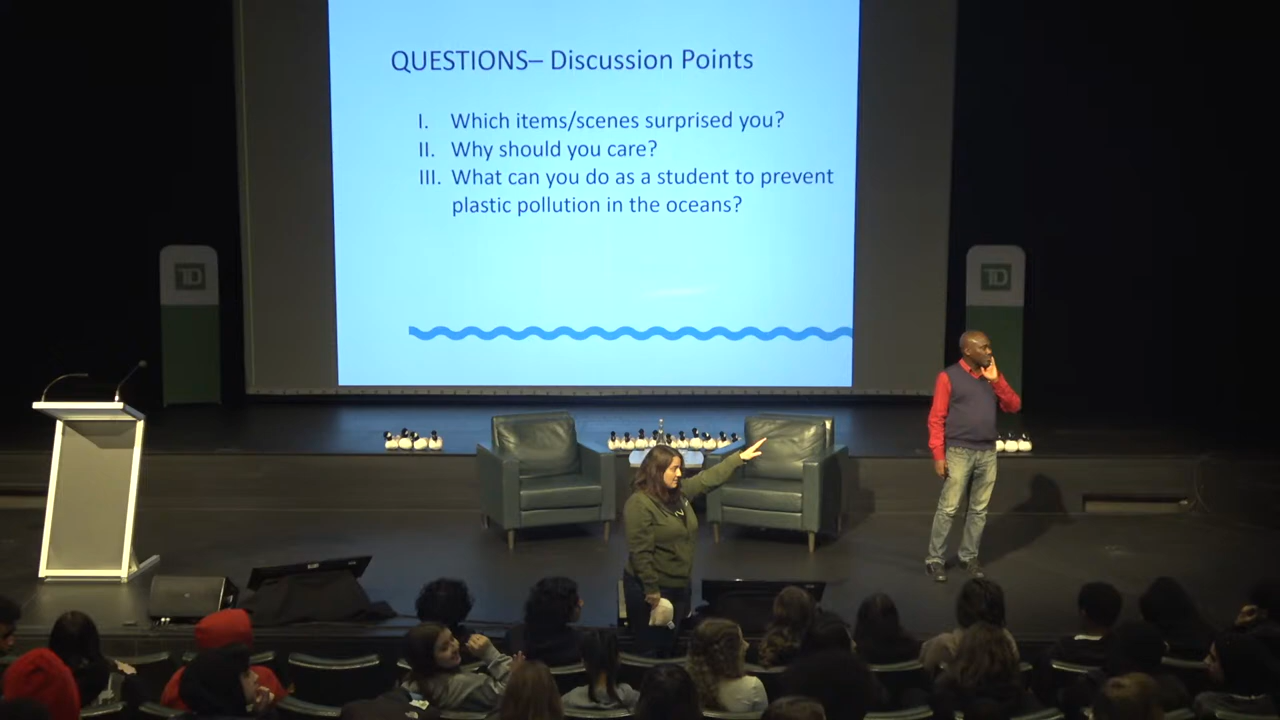 QUESTIONS– Discussion Points
I. Which items/scenes surprised you?
II. Why should you care?
III. What can you do as a student to prevent
plastic pollution in the oceans?
TD
TD